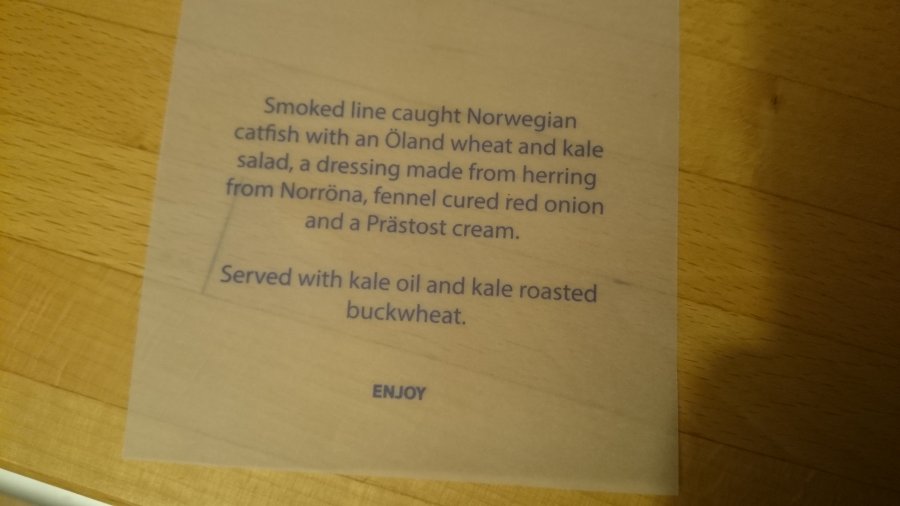 Smoked line caught Norwegian
catfish with an Öland wheat and kale
salad, a dressing made from herring
from Norröna, fennel cured red onion
and a Prästost cream.
Served with kale oil and kale roasted
buckwheat.
ENJOY